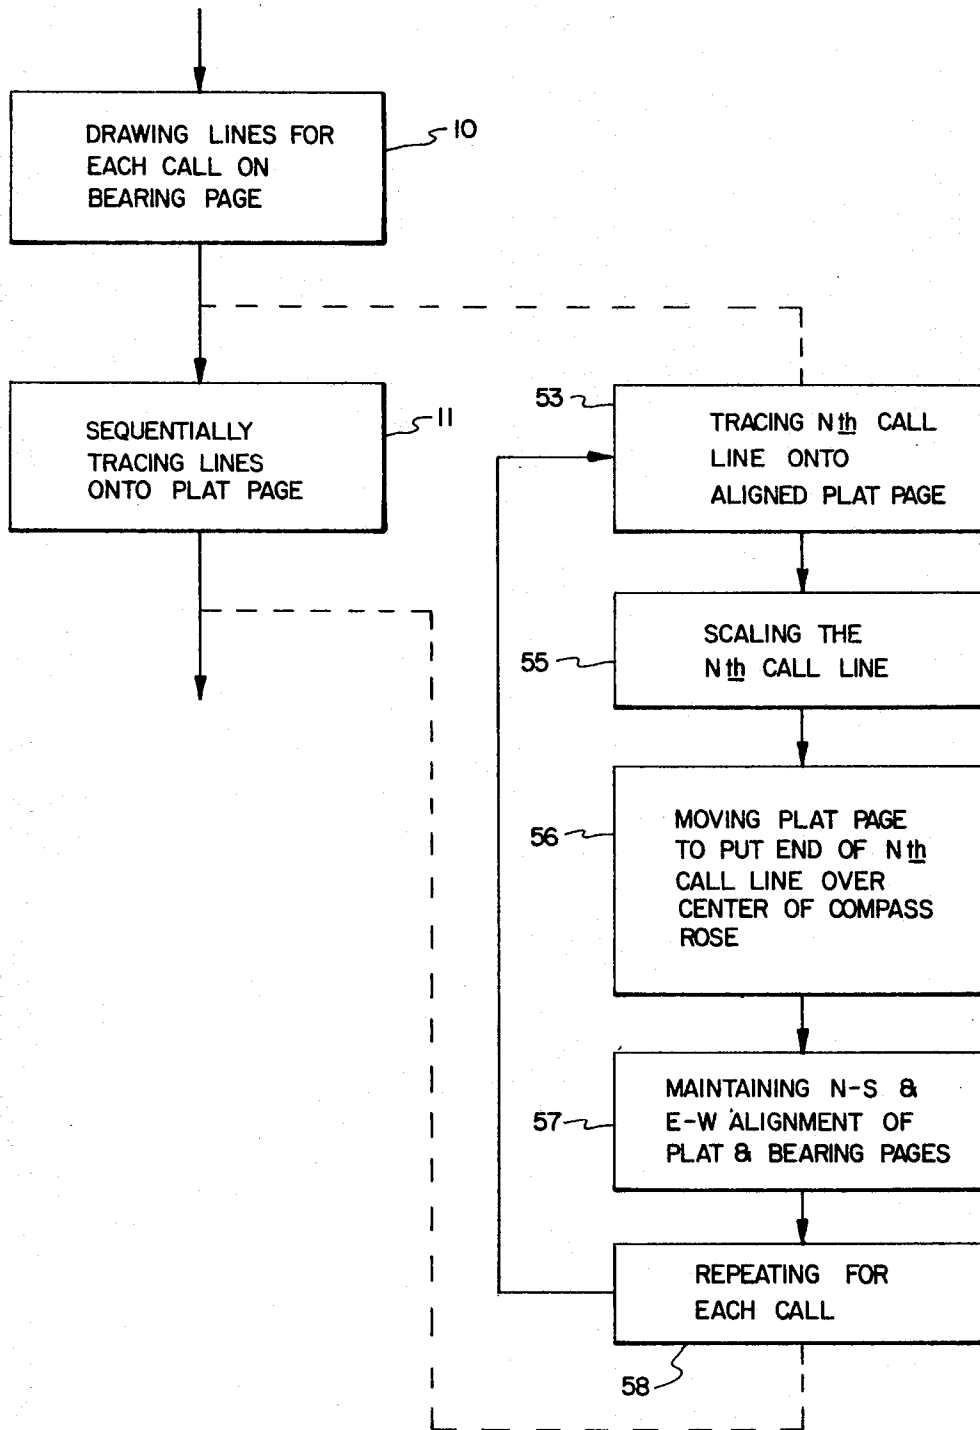 DRAWING LINES FOR
EACH CALL ON
BEARING PAGE
10
SEQUENTIALLY
TRACING LINES
ONTO PLAT PAGE
11
53
TRACING Nth CALL
LINE ONTO
ALIGNED PLAT PAGE
55
SCALING THE
Nth CALL LINE
56
MOVING PLAT PAGE
TO PUT END OF Nth
CALL LINE OVER
CENTER OF COMPASS
ROSE
57
MAINTAINING N-S &
E-W ALIGNMENT OF
PLAT & BEARING PAGES
REPEATING FOR
EACH CALL
58